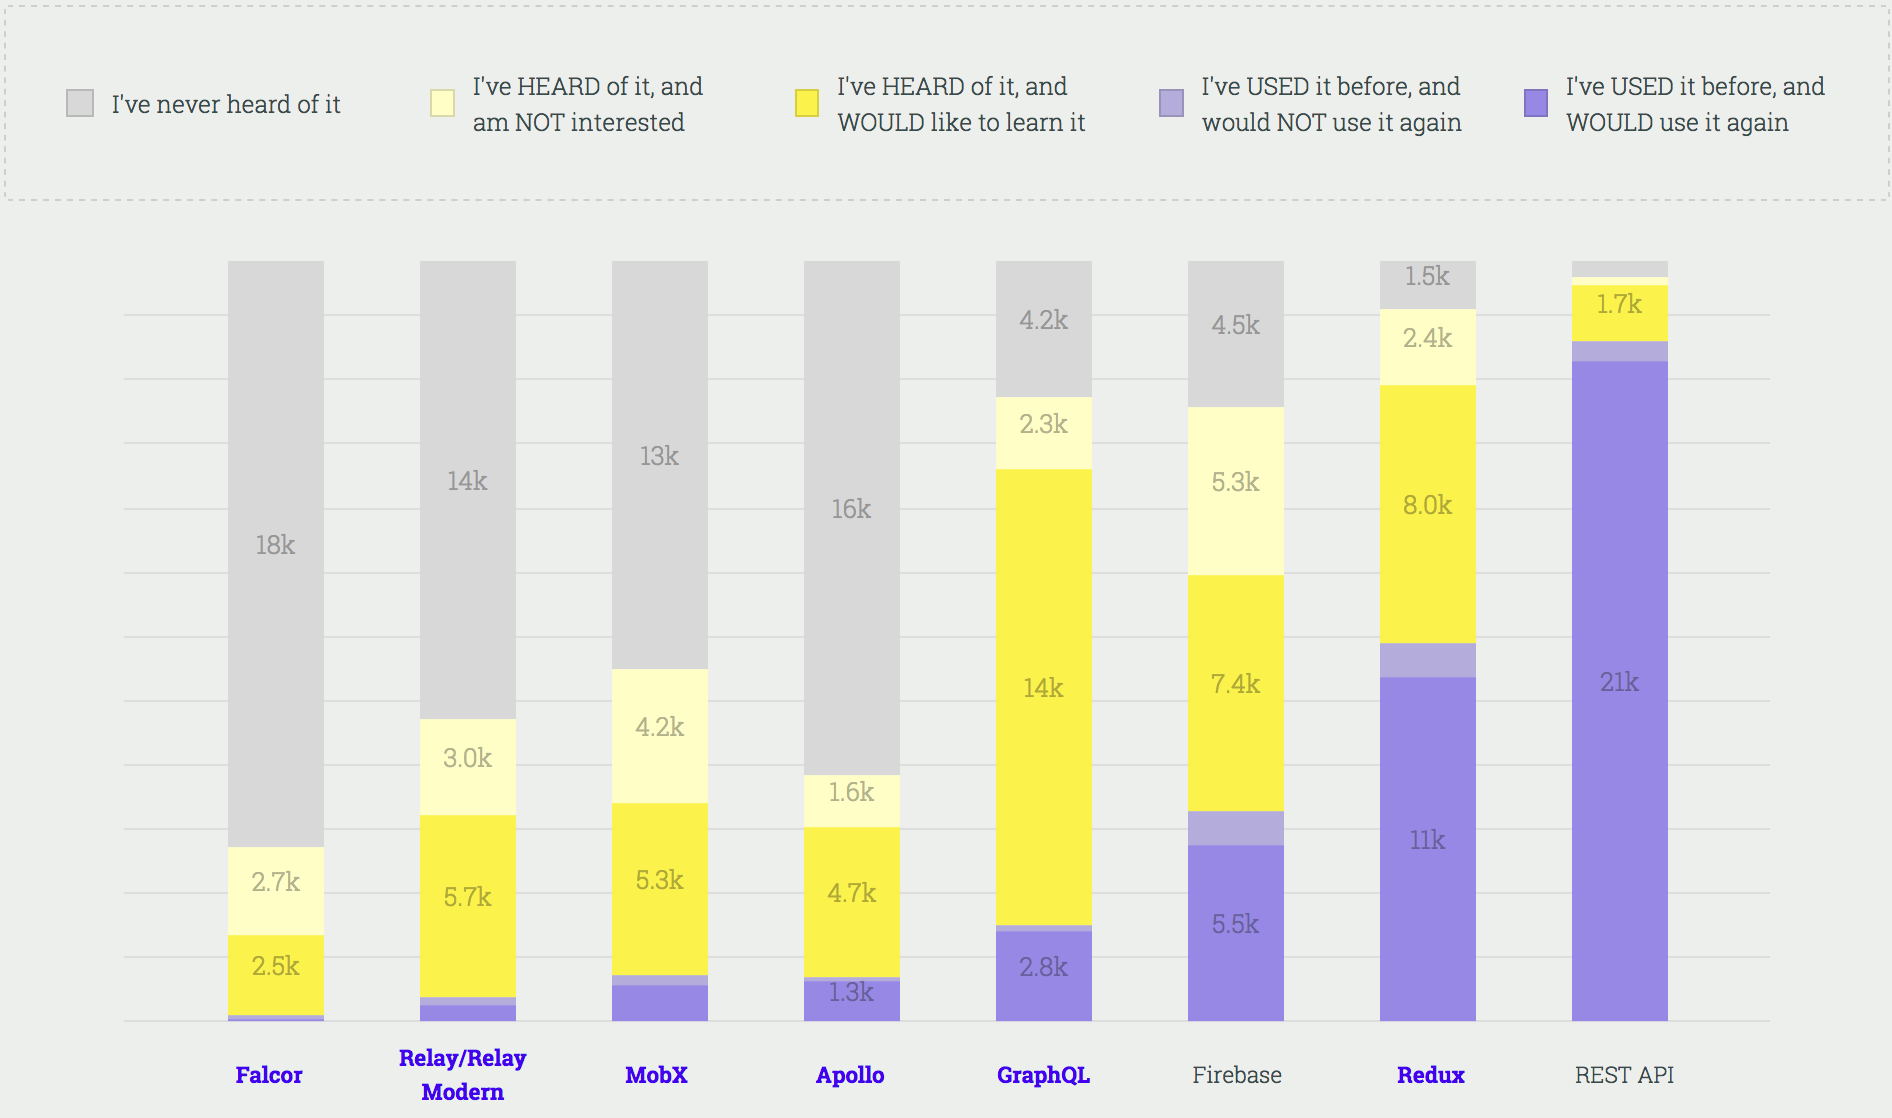 I've never heard of it
I've HEARD of it, and
am NOT interested
I've HEARD of it, and
WOULD like to learn it
I've USED it before, and
would NOT use it again
I've USED it before, and
WOULD use it again
18k
2.7k
2.5k
14k
3.0k
5.7k
13k
4.2k
5.3k
16k
1.6k
4.7k
1.3k
4.2k
2.3k
14k
2.8k
4.5k
5.3k
7.4k
5.5k
1.5k
2.4k
8.0k
11k
1.7k
21k
Falcor
Relay/Relay
Modern
MobX
Apollo
GraphQL
Firebase
Redux
REST API